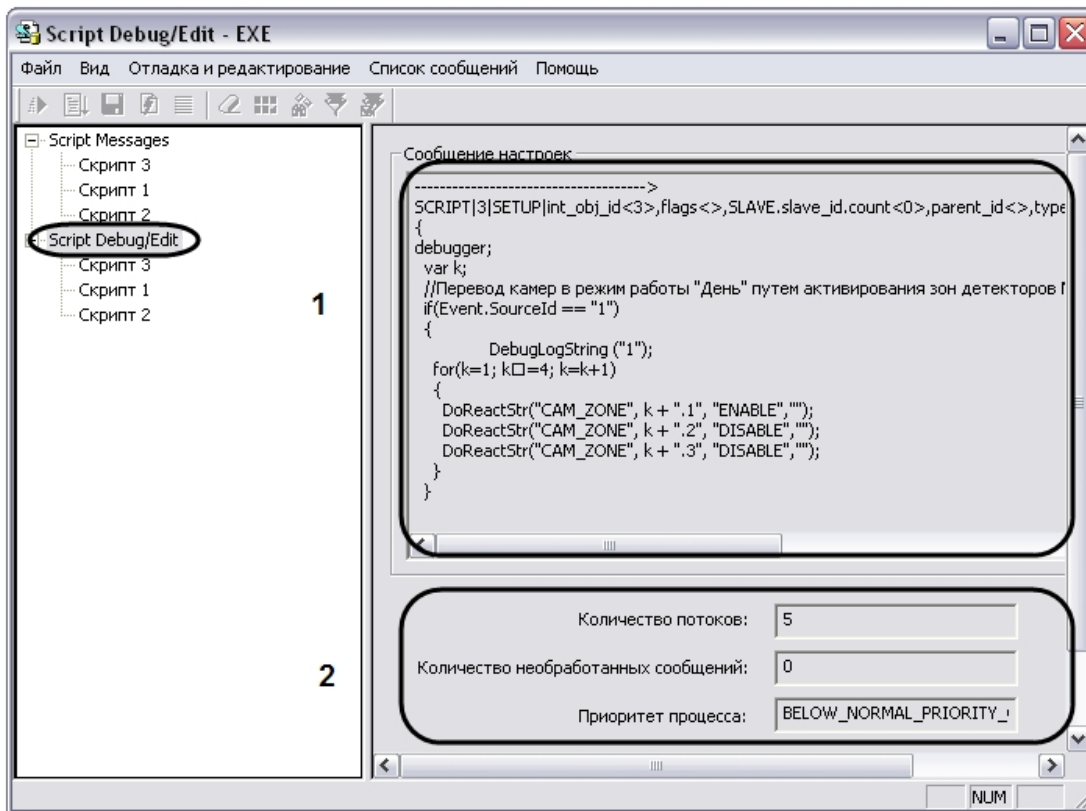 Script Debug/Edit - EXE
Файл Вид Отладка и редактирование Список сообщений Помощь
Script Messages
Скрипт 3
Скрипт 1
Скрипт 2
Script Debug/Edit
Скрипт 3
Скрипт 1
Скрипт 2
1
2
Сообщение настроек
------------------------------------->
SCRIPT|3|SETUP|int_obj_id<3>,flags<>,SLAVE.slave_id.count<0>,parent_id<>,type
{
debugger;
var k;
//Перевод камер в режим работы "День" путем активирования зон детекторов
if(Event.SourceId == "1")
{
DebugLogString ("1");
for(k=1; k□=4; k=k+1)
{
DoReactStr("CAM_ZONE", k + ".1", "ENABLE","");
DoReactStr("CAM_ZONE", k + ".2", "DISABLE","");
DoReactStr("CAM_ZONE", k + ".3", "DISABLE","");
}
}
Количество потоков: 5
Количество необработанных сообщений: 0
Приоритет процесса: BELOW_NORMAL_PRIORITY_
NUM